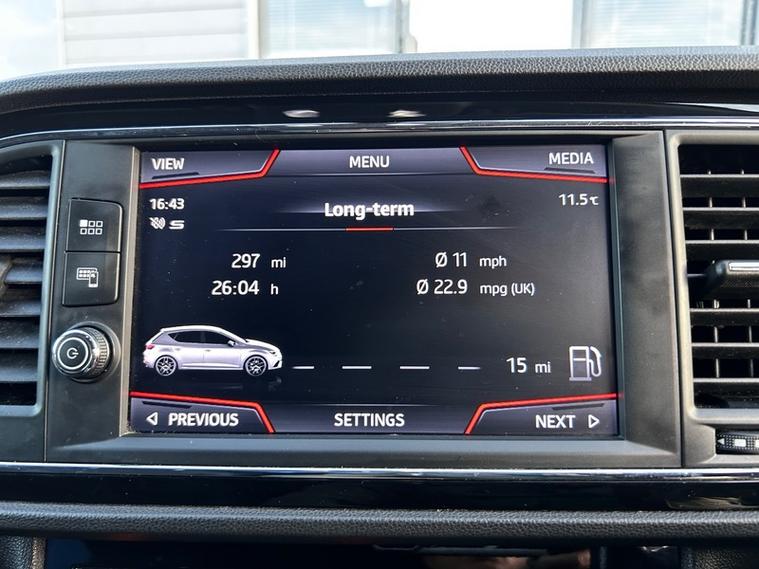 VIEW
MENU
MEDIA
16:43
Long-term
11.5℃
S
297 mi
Ø 11 mph
26:04 h
Ø 22.9 mpg (UK)
15 mi
PREVIOUS
SETTINGS
NEXT